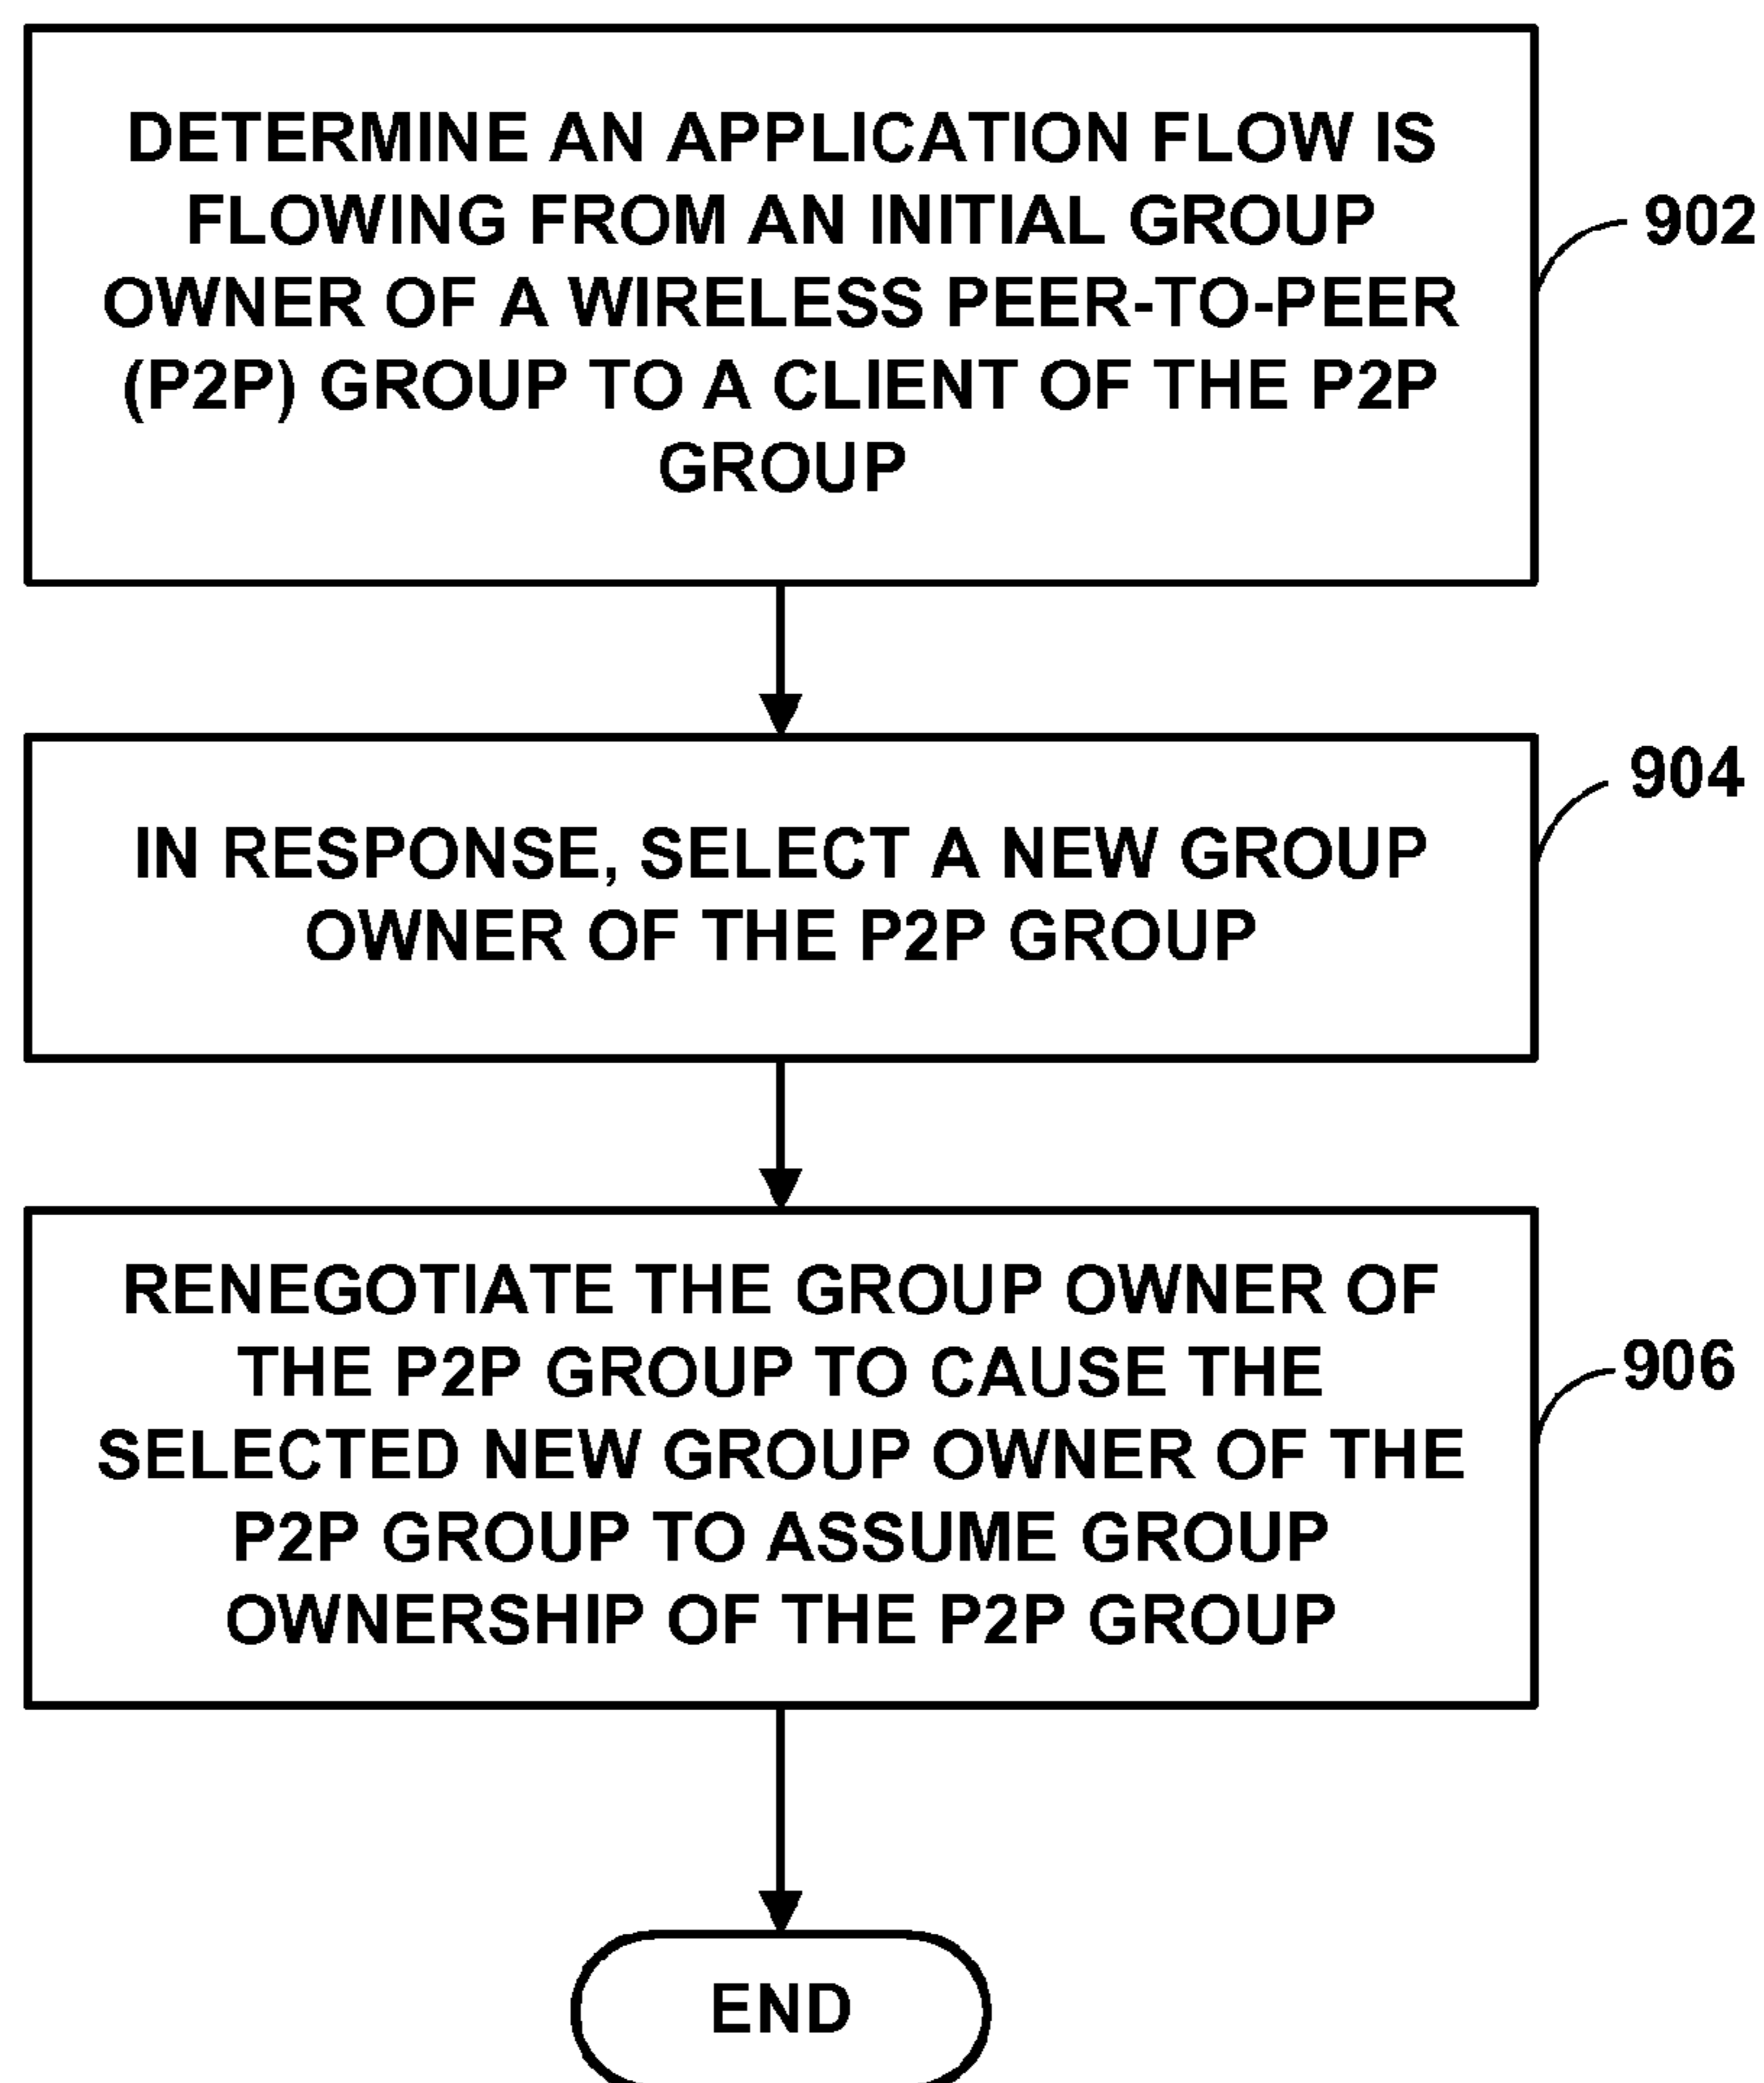 DETERMINE AN APPLICATION FLOW IS
FLOWING FROM AN INITIAL GROUP
OWNER OF A WIRELESS PEER-TO-PEER
(P2P) GROUP TO A CLIENT OF THE P2P
GROUP
902
IN RESPONSE, SELECT A NEW GROUP
OWNER OF THE P2P GROUP
904
RENEGOTIATE THE GROUP OWNER OF
THE P2P GROUP TO CAUSE THE
SELECTED NEW GROUP OWNER OF THE
P2P GROUP TO ASSUME GROUP
OWNERSHIP OF THE P2P GROUP
906
END